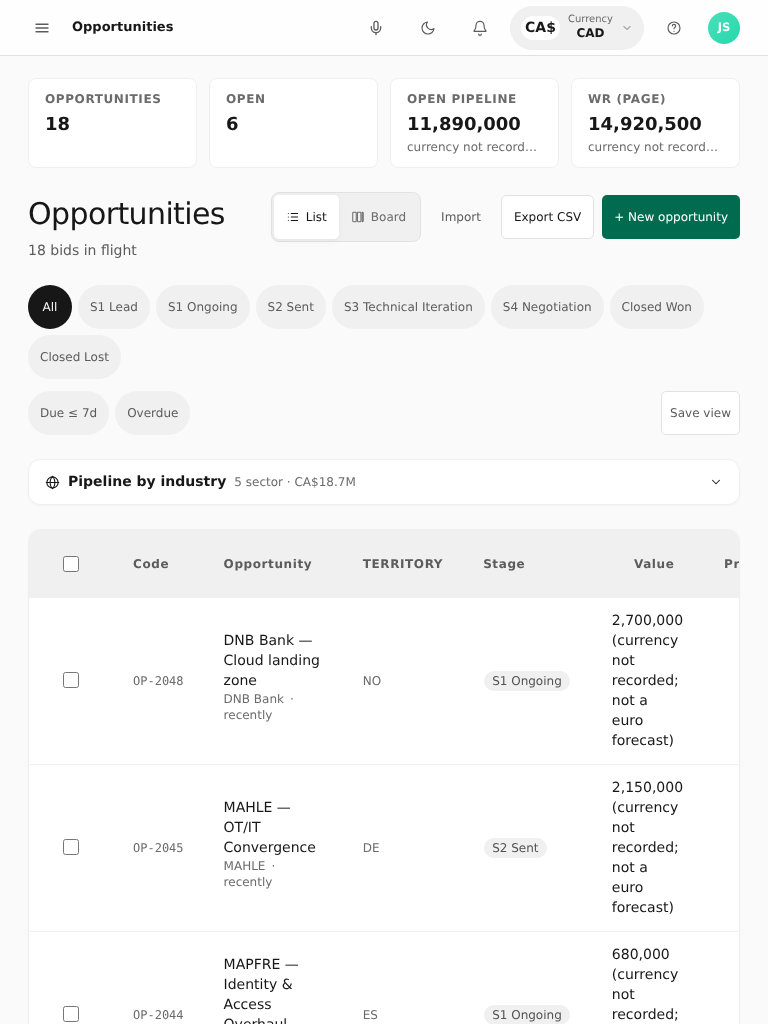 Opportunities
CA$
Currency
CAD
JS
OPPORTUNITIES
18
OPEN
6
OPEN PIPELINE
11,890,000
currency not record…
WR (PAGE)
14,920,500
currency not record…
Opportunities
18 bids in flight
List
Board
Import
Export CSV
+ New opportunity
All
S1 Lead
S1 Ongoing
S2 Sent
S3 Technical Iteration
S4 Negotiation
Closed Won
Closed Lost
Due ≤ 7d
Overdue
Save view
Pipeline by industry 5 sector · CA$18.7M
Code
Opportunity
TERRITORY
Stage
Value
Pr
OP-2048
DNB Bank —
Cloud landing
zone
DNB Bank ·
recently
NO
S1 Ongoing
2,700,000
(currency
not
recorded;
not a
euro
forecast)
OP-2045
MAHLE —
OT/IT
Convergence
MAHLE ·
recently
DE
S2 Sent
2,150,000
(currency
not
recorded;
not a
euro
forecast)
OP-2044
MAPFRE —
Identity &
Access
Overhaul
ES
S1 Ongoing
680,000
(currency
not
recorded;